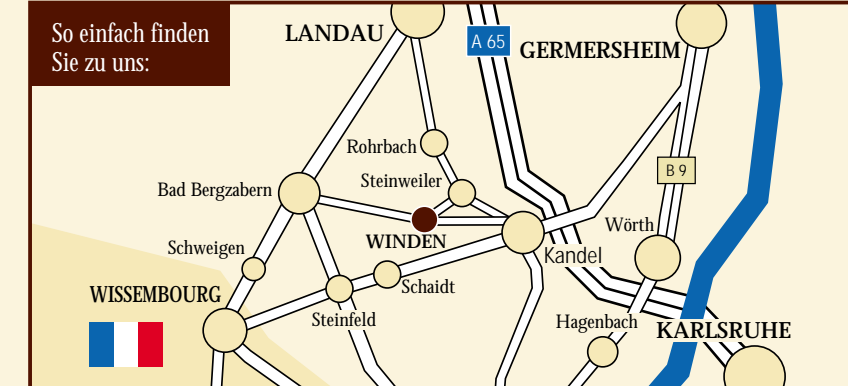 So einfach finden
Sie zu uns:
LANDAU
A 65
GERMERSHEIM
Rohrbach
Steinweiler
B 9
Bad Bergzabern
WINDEN
Wörth
Schweigen
Kandel
Schaidt
WISSEMBOURG
Steinfeld
Hagenbach
KARLSRUHE